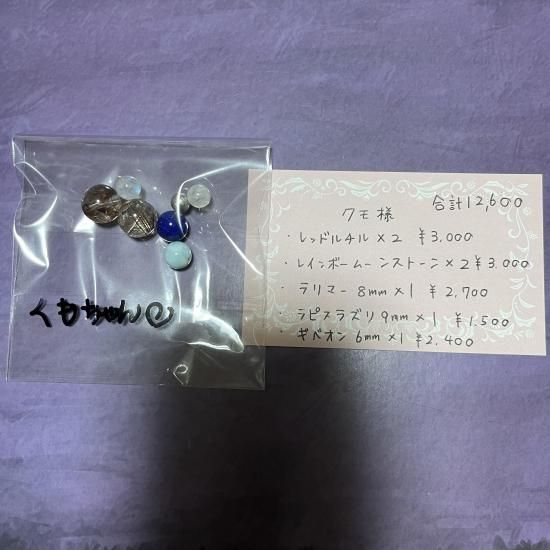 くもちゃん
合計12,600
クモ様
・レッドルチル×2 ¥3,000
・レインボームーンストーン×2 ¥3,000
・ラリマー 8mm×1 ¥2,700
・ラピスラズリ9mm×1 ¥1,500
ギベオン 6mm×1 ¥2,400